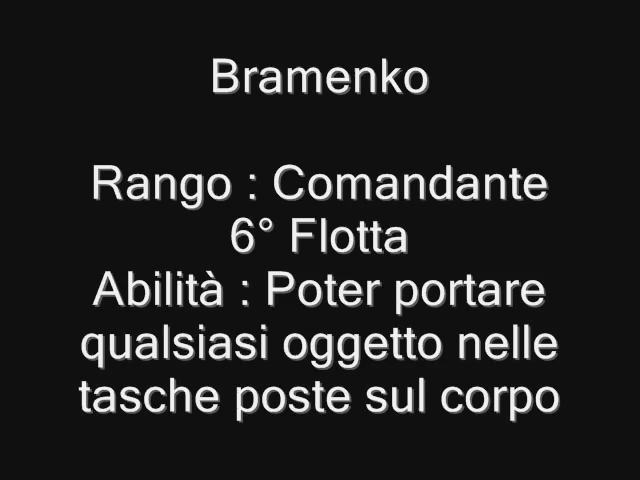 Bramenko
Rango : Comandante
6° Flotta
Abilità : Poter portare
qualsiasi oggetto nelle
tasche poste sul corpo